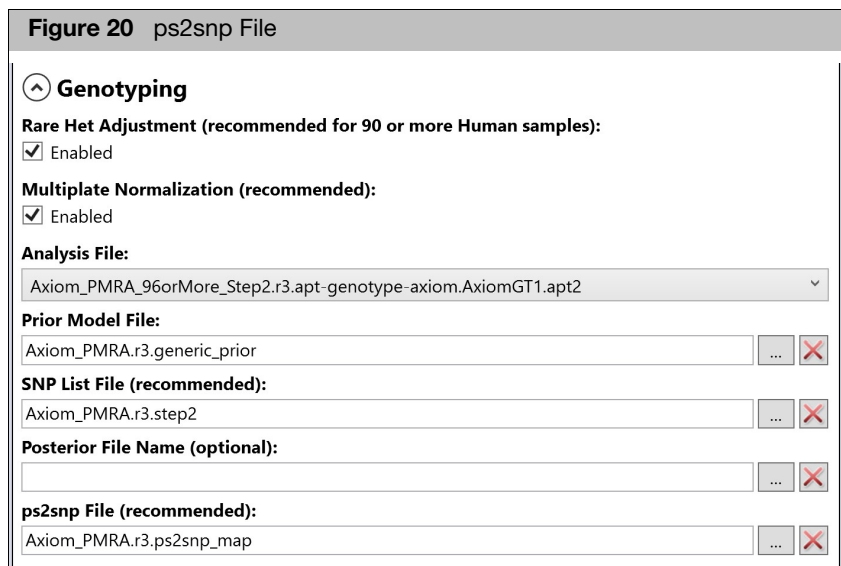 Figure 20 ps2snp File
Genotyping
Rare Het Adjustment (recommended for 90 or more Human samples):
Enabled
Multiplate Normalization (recommended):
Enabled
Analysis File:
Axiom_PMRA_96orMore_Step2.r3.apt-genotype-axiom.AxiomGT1.apt2
Prior Model File:
Axiom_PMRA.r3.generic_prior ...
SNP List File (recommended):
Axiom_PMRA.r3.step2 ...
Posterior File Name (optional):
...
ps2snp File (recommended):
Axiom_PMRA.r3.ps2snp_map ...